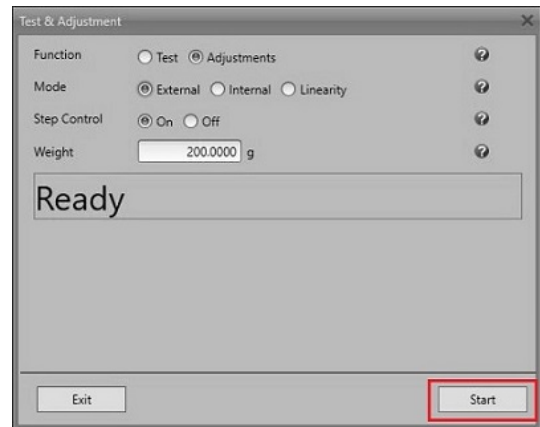 Test & Adjustment
Function Test Adjustments
Mode External Internal Linearity
Step Control On Off
Weight 200.0000 g
Ready
Exit Start